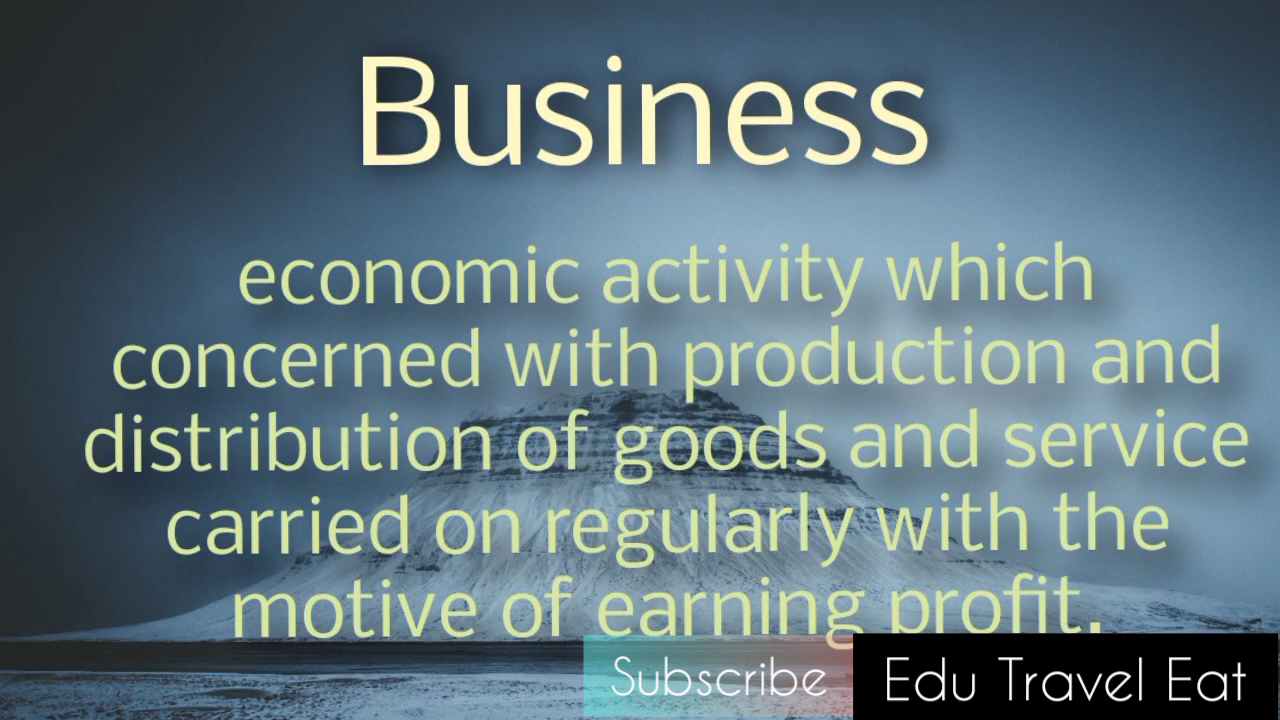 Business
economic activity which
concerned with production and
distribution of goods and service
carried on regularly with the
motive of earning profit.
Subscribe
Edu Travel Eat